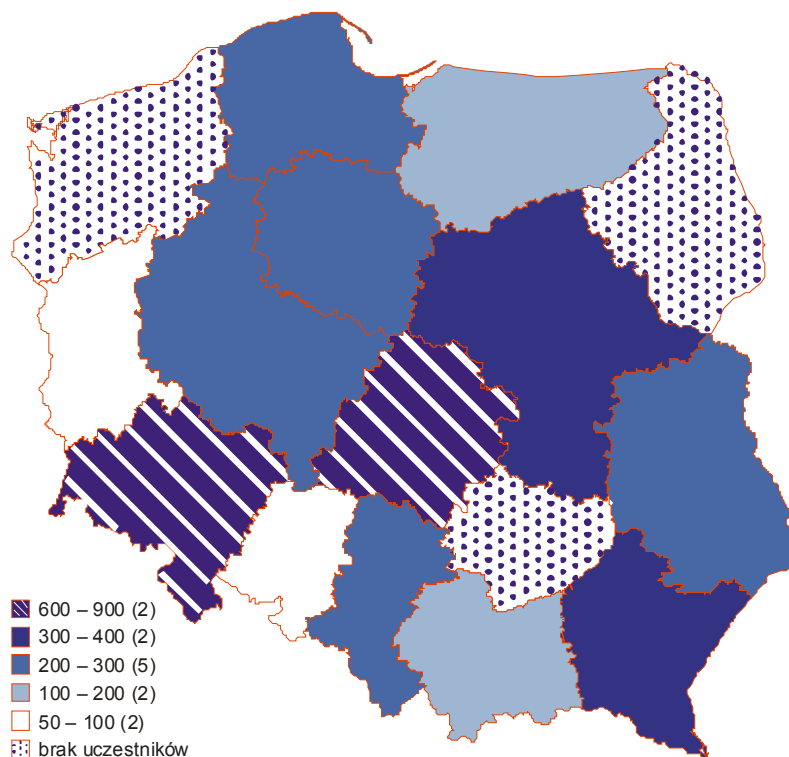 600 – 900 (2)
300 – 400 (2)
200 – 300 (5)
100 – 200 (2)
50 – 100 (2)
brak uczestników